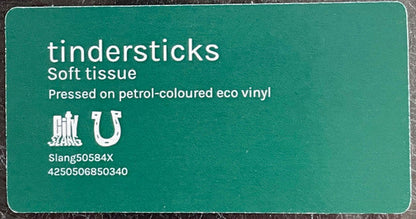 tindersticks
Soft tissue
Pressed on petrol-coloured eco vinyl
City
Slang
Slang50584X
4250506850340